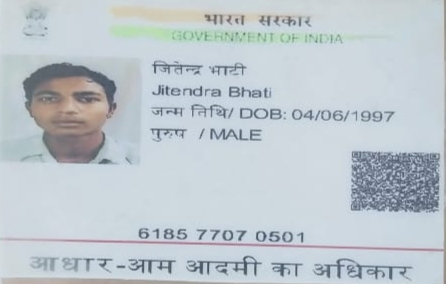 भारत सरकार
GOVERNMENT OF INDIA
जितेन्द्र भाटी
Jitendra Bhati
जन्म तिथि/ DOB: 04/06/1997
पुरुष / MALE
6185 7707 0501
आधार-आम आदमी का अधिकार